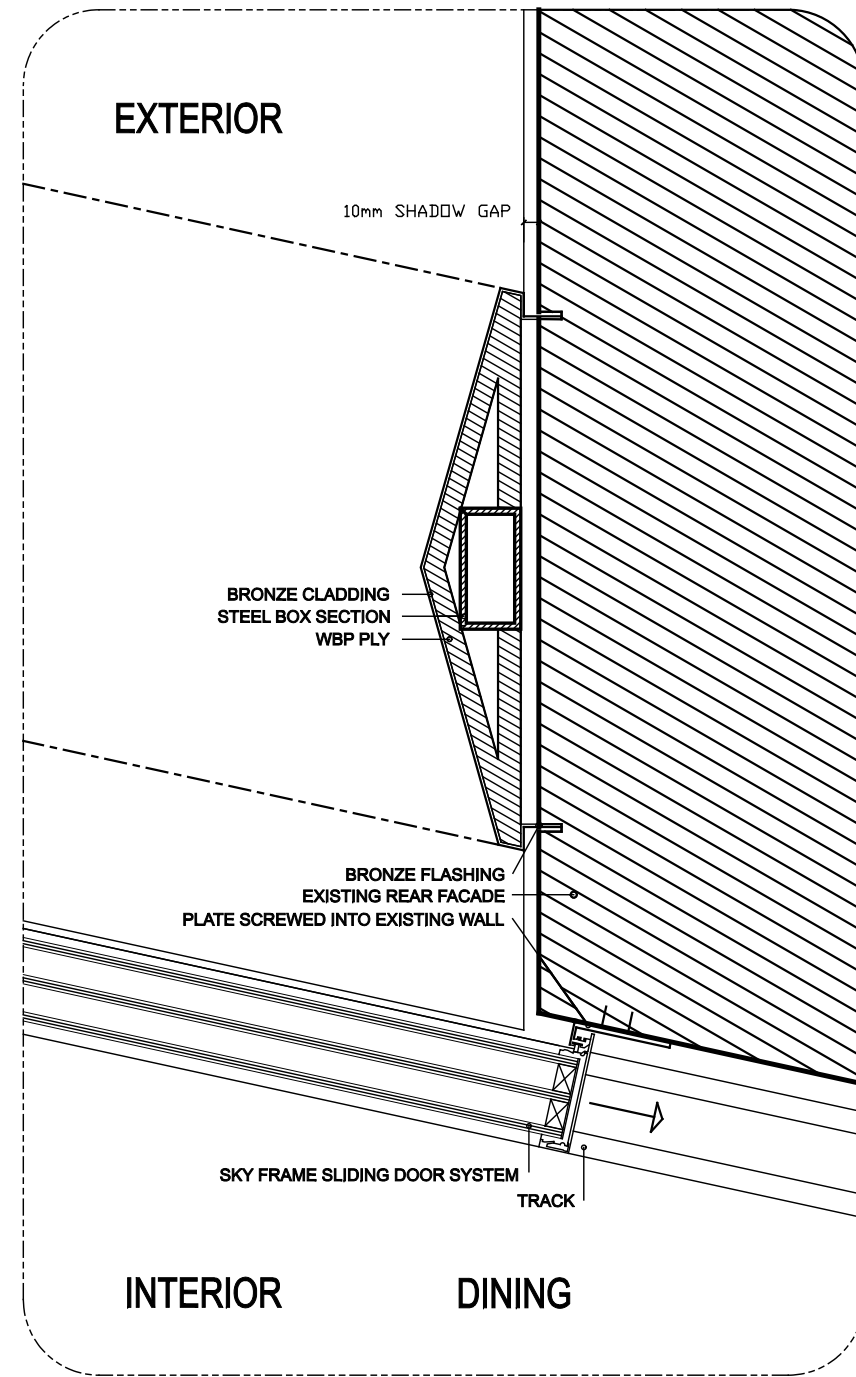 EXTERIOR
10mm SHADOW GAP
BRONZE CLADDING
STEEL BOX SECTION
WBP PLY
BRONZE FLASHING
EXISTING REAR FACADE
PLATE SCREWED INTO EXISTING WALL
SKY FRAME SLIDING DOOR SYSTEM
TRACK
INTERIOR
DINING